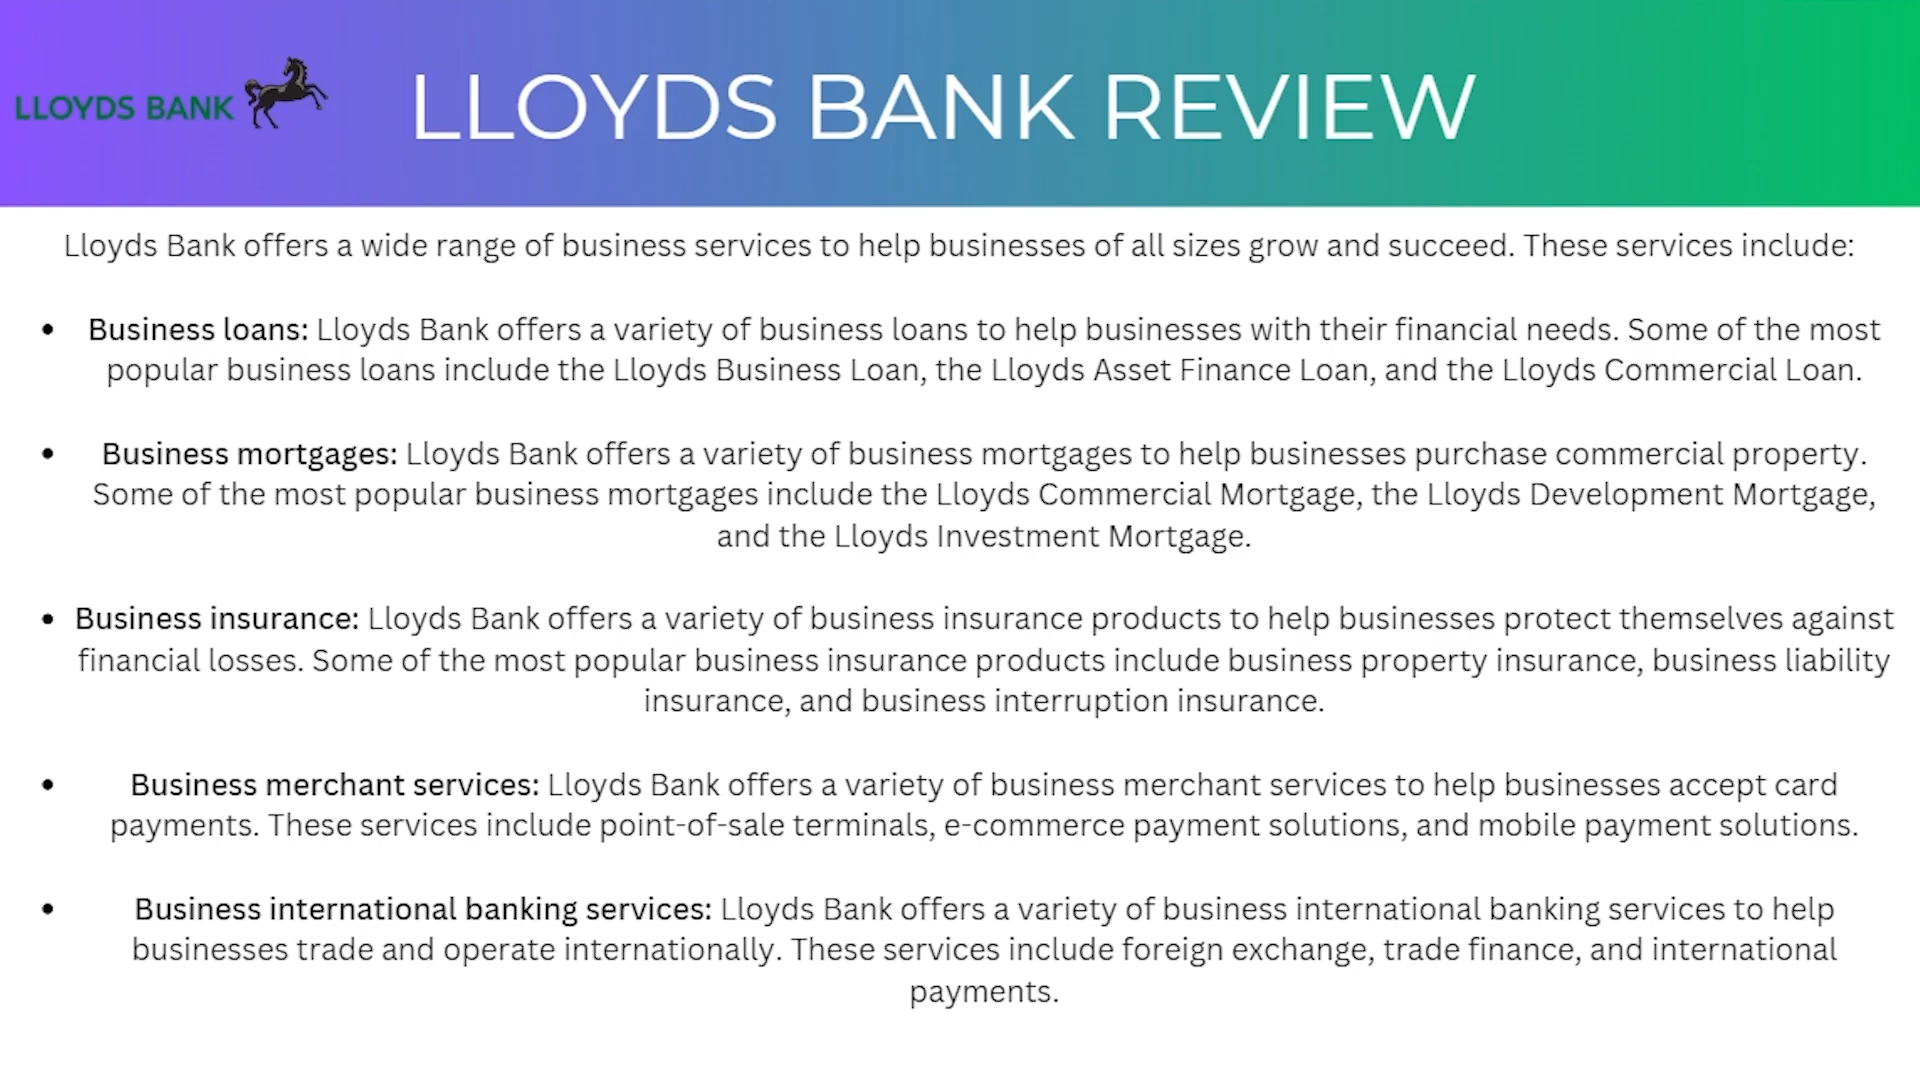 LLOYDS BANK
LLOYDS BANK REVIEW
Lloyds Bank offers a wide range of business services to help businesses of all sizes grow and succeed. These services include:
• Business loans: Lloyds Bank offers a variety of business loans to help businesses with their financial needs. Some of the most
popular business loans include the Lloyds Business Loan, the Lloyds Asset Finance Loan, and the Lloyds Commercial Loan.
• Business mortgages: Lloyds Bank offers a variety of business mortgages to help businesses purchase commercial property.
Some of the most popular business mortgages include the Lloyds Commercial Mortgage, the Lloyds Development Mortgage,
and the Lloyds Investment Mortgage.
• Business insurance: Lloyds Bank offers a variety of business insurance products to help businesses protect themselves against
financial losses. Some of the most popular business insurance products include business property insurance, business liability
insurance, and business interruption insurance.
• Business merchant services: Lloyds Bank offers a variety of business merchant services to help businesses accept card
payments. These services include point-of-sale terminals, e-commerce payment solutions, and mobile payment solutions.
• Business international banking services: Lloyds Bank offers a variety of business international banking services to help
businesses trade and operate internationally. These services include foreign exchange, trade finance, and international
payments.